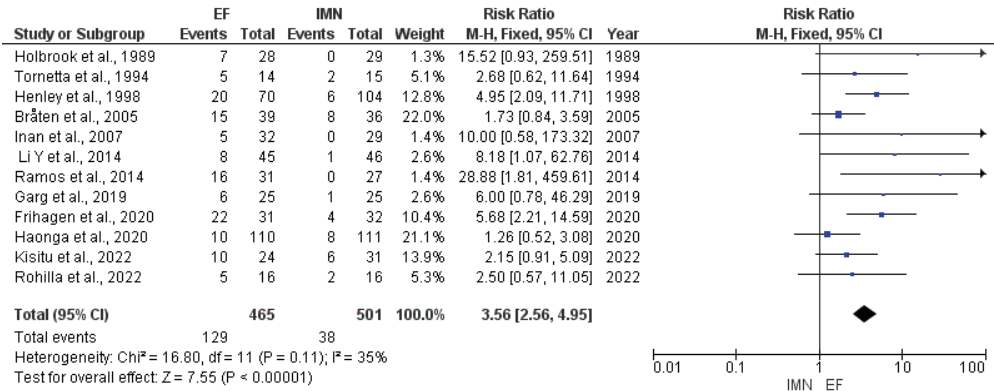 EF IMN Risk Ratio Risk Ratio
Study or Subgroup Events Total Events Total Weight M-H, Fixed, 95% CI Year M-H, Fixed, 95% CI
Holbrook et al., 1989 7 28 0 29 1.3% 15.52 [0.93, 259.51] 1989
Tornetta et al., 1994 5 14 2 15 5.1% 2.68 [0.62, 11.64] 1994
Henley et al., 1998 20 70 6 104 12.8% 4.95 [2.09, 11.71] 1998
Bråten et al., 2005 15 39 8 36 22.0% 1.73 [0.84, 3.59] 2005
Inan et al., 2007 5 32 0 29 1.4% 10.00 [0.58, 173.32] 2007
Li Y et al., 2014 8 45 1 46 2.6% 8.18 [1.07, 62.76] 2014
Ramos et al., 2014 16 31 0 27 1.4% 28.88 [1.81, 459.61] 2014
Garg et al., 2019 6 25 1 25 2.6% 6.00 [0.78, 46.29] 2019
Frihagen et al., 2020 22 31 4 32 10.4% 5.68 [2.21, 14.59] 2020
Haonga et al., 2020 10 110 8 111 21.1% 1.26 [0.52, 3.08] 2020
Kisitu et al., 2022 10 24 6 31 13.9% 2.15 [0.91, 5.09] 2022
Rohilla et al., 2022 5 16 2 16 5.3% 2.50 [0.57, 11.05] 2022
Total (95% CI) 465 501 100.0% 3.56 [2.56, 4.95]
Total events 129 38
Heterogeneity: Chi² = 16.80, df = 11 (P = 0.11); I² = 35%
Test for overall effect: Z = 7.55 (P < 0.00001)
0.01 0.1 1 10 100
IMN EF